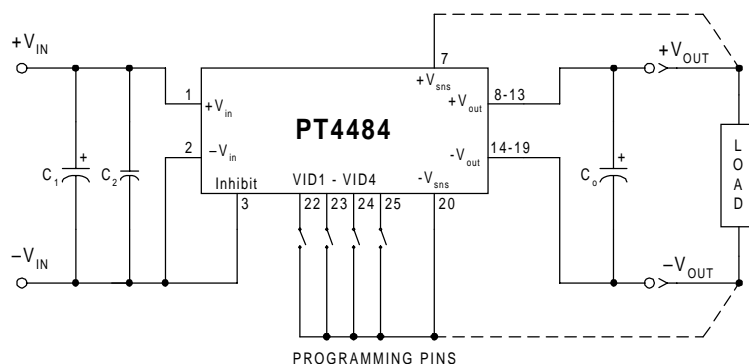 +VIN
7
+VOUT
+Vsns
1
+Vin
+Vout
8-13
PT4484
2
−Vin
-Vout
14-19
+
C1
C2
+
Co
LOAD
Inhibit
VID1 - VID4
-Vsns
3
22
23
24
25
20
−VIN
−VOUT
PROGRAMMING PINS